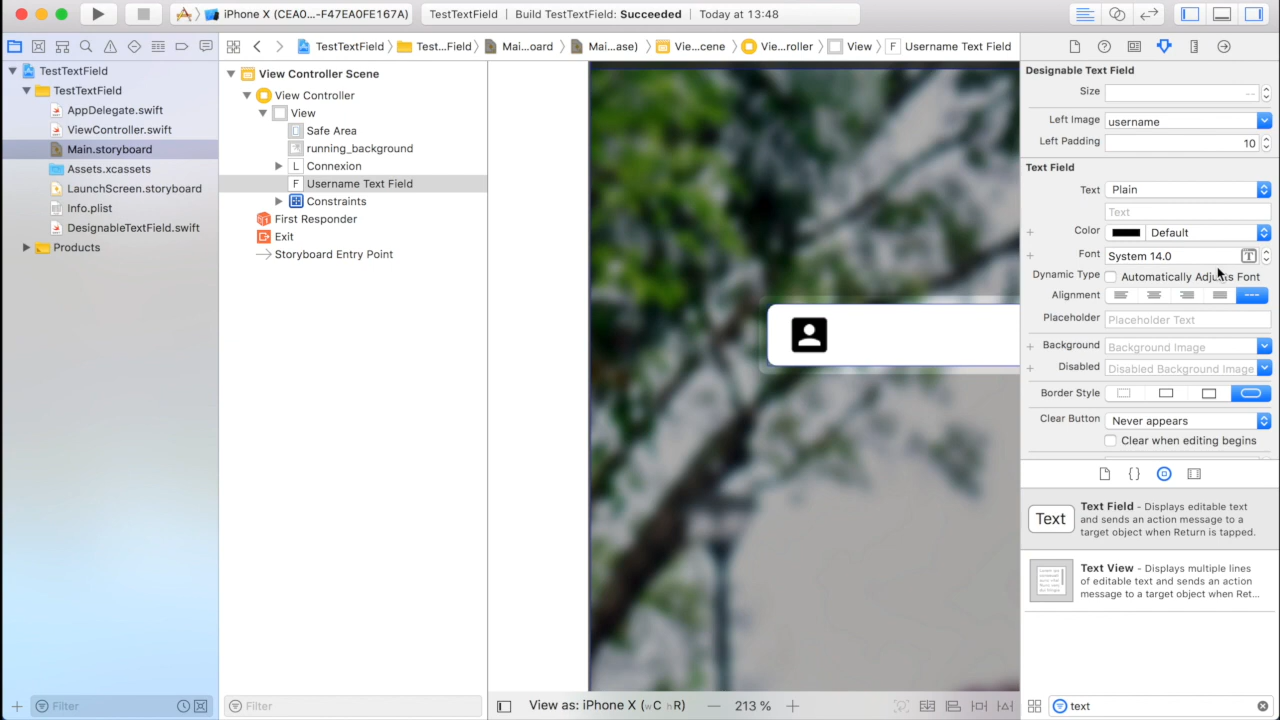 iPhone X (CEA0...-F47EA0FE167A)
TestTextField | Build TestTextField: Succeeded | Today at 13:48
TestTextField
Test...Field
Mai...oard
Mai...ase)
Vie...cene
Vie...roller
View
Username Text Field
TestTextField
TestTextField
AppDelegate.swift
ViewController.swift
Main.storyboard
Assets.xcassets
LaunchScreen.storyboard
Info.plist
DesignableTextField.swift
Products
Filter
View Controller Scene
View Controller
View
Safe Area
running_background
L Connexion
F Username Text Field
Constraints
First Responder
Exit
Storyboard Entry Point
Filter
View as: iPhone X (wC hR)
— 213 % +
Designable Text Field
Size --
Left Image username
Left Padding 10
Text Field
Text Plain
Text
+ Color Default
+ Font System 14.0 T
Dynamic Type Automatically Adjusts Font
Alignment ---
Placeholder Placeholder Text
+ Background Background Image
+ Disabled Disabled Background Image
Border Style
Clear Button Never appears
Clear when editing begins
{}
Text
Text Field - Displays editable text
and sends an action message to a
target object when Return is tapped.
Text View - Displays multiple lines
of editable text and sends an action
message to a target object when Ret...
text